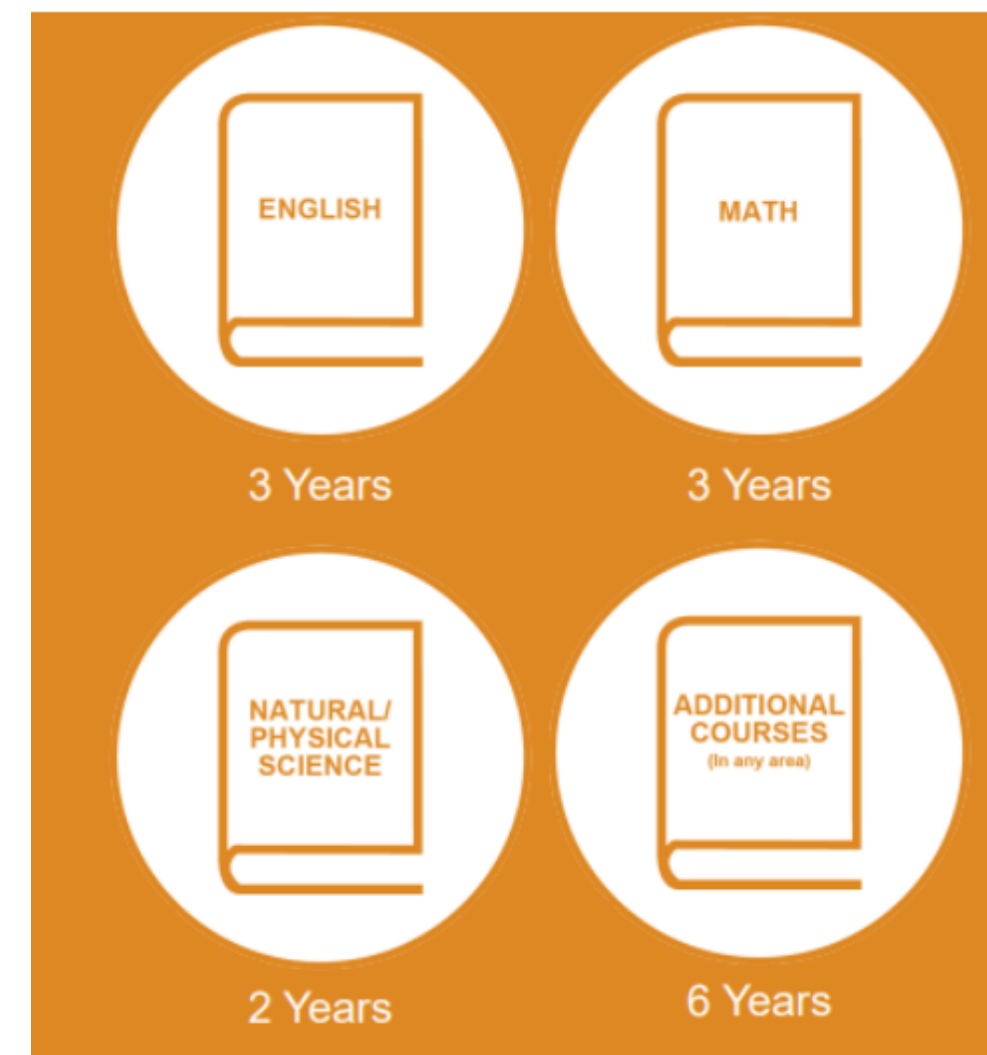 ENGLISH
MATH
3 Years
3 Years
NATURAL/
PHYSICAL
SCIENCE
ADDITIONAL
COURSES
(In any area)
2 Years
6 Years